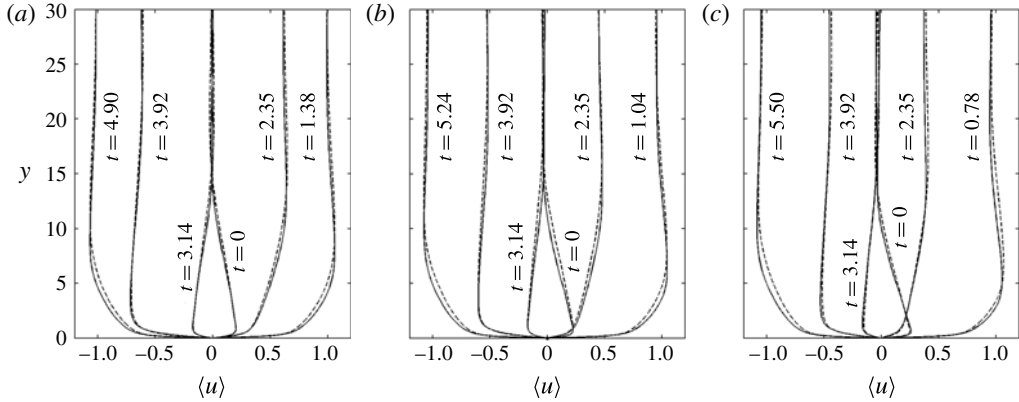 (a)
(b)
(c)
30
25
20
15
10
5
0
y
t = 4.90
t = 3.92
t = 2.35
t = 1.38
t = 3.14
t = 0
t = 5.24
t = 3.92
t = 2.35
t = 1.04
t = 3.14
t = 0
t = 5.50
t = 3.92
t = 2.35
t = 0.78
t = 3.14
t = 0
−1.0 −0.5 0 0.5 1.0
−1.0 −0.5 0 0.5 1.0
−1.0 −0.5 0 0.5 1.0
⟨u⟩
⟨u⟩
⟨u⟩